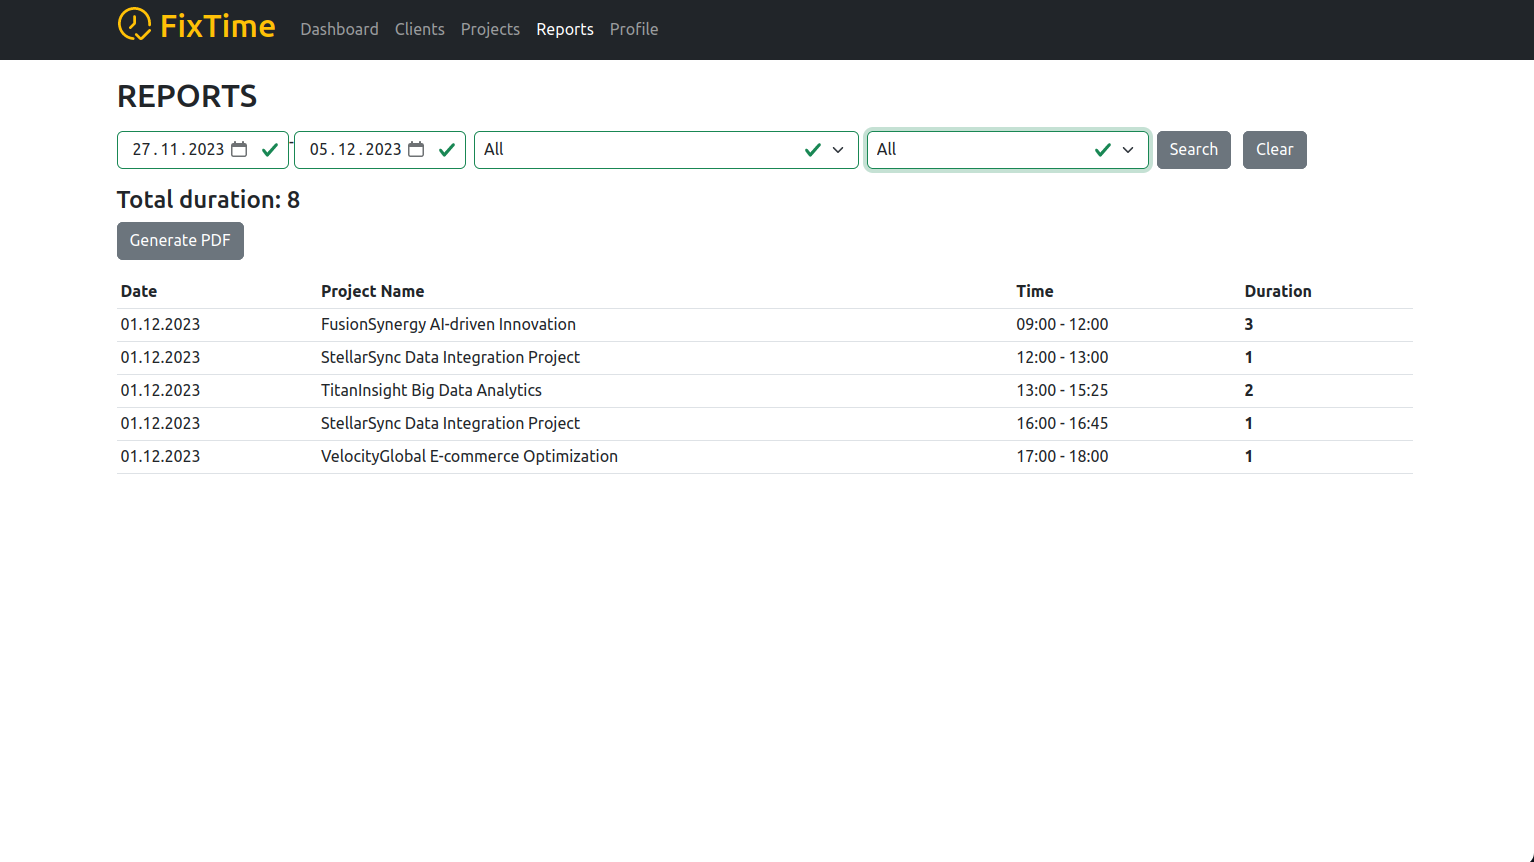 FixTime Dashboard Clients Projects Reports Profile
REPORTS
27.11.2023 - 05.12.2023 All All Search Clear
Total duration: 8
Generate PDF
Date Project Name Time Duration
01.12.2023 FusionSynergy AI-driven Innovation 09:00 - 12:00 3
01.12.2023 StellarSync Data Integration Project 12:00 - 13:00 1
01.12.2023 TitanInsight Big Data Analytics 13:00 - 15:25 2
01.12.2023 StellarSync Data Integration Project 16:00 - 16:45 1
01.12.2023 VelocityGlobal E-commerce Optimization 17:00 - 18:00 1